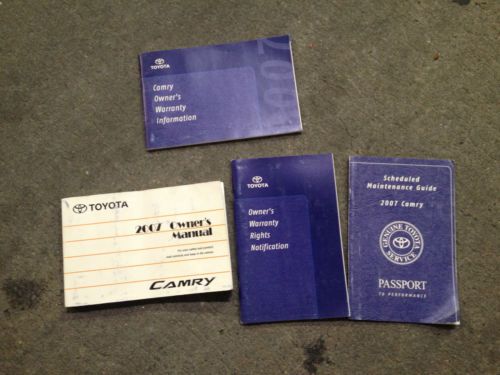 TOYOTA
Camry
Owner's
Warranty
Information
2007
TOYOTA
2007 Owner's
Manual
CAMRY
TOYOTA
Owner's
Warranty
Rights
Notification
Scheduled
Maintenance Guide
2007 Camry
GENUINE TOYOTA
SERVICE
PASSPORT
TO PERFORMANCE